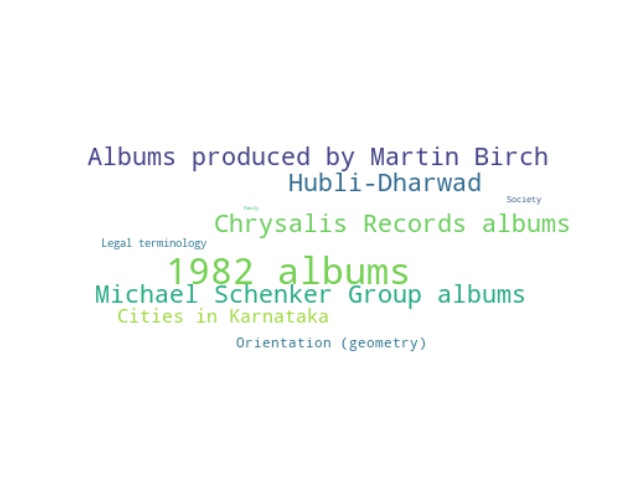 Albums produced by Martin Birch
Hubli-Dharwad
Society
Family
Chrysalis Records albums
Legal terminology
1982 albums
Michael Schenker Group albums
Cities in Karnataka
Orientation (geometry)